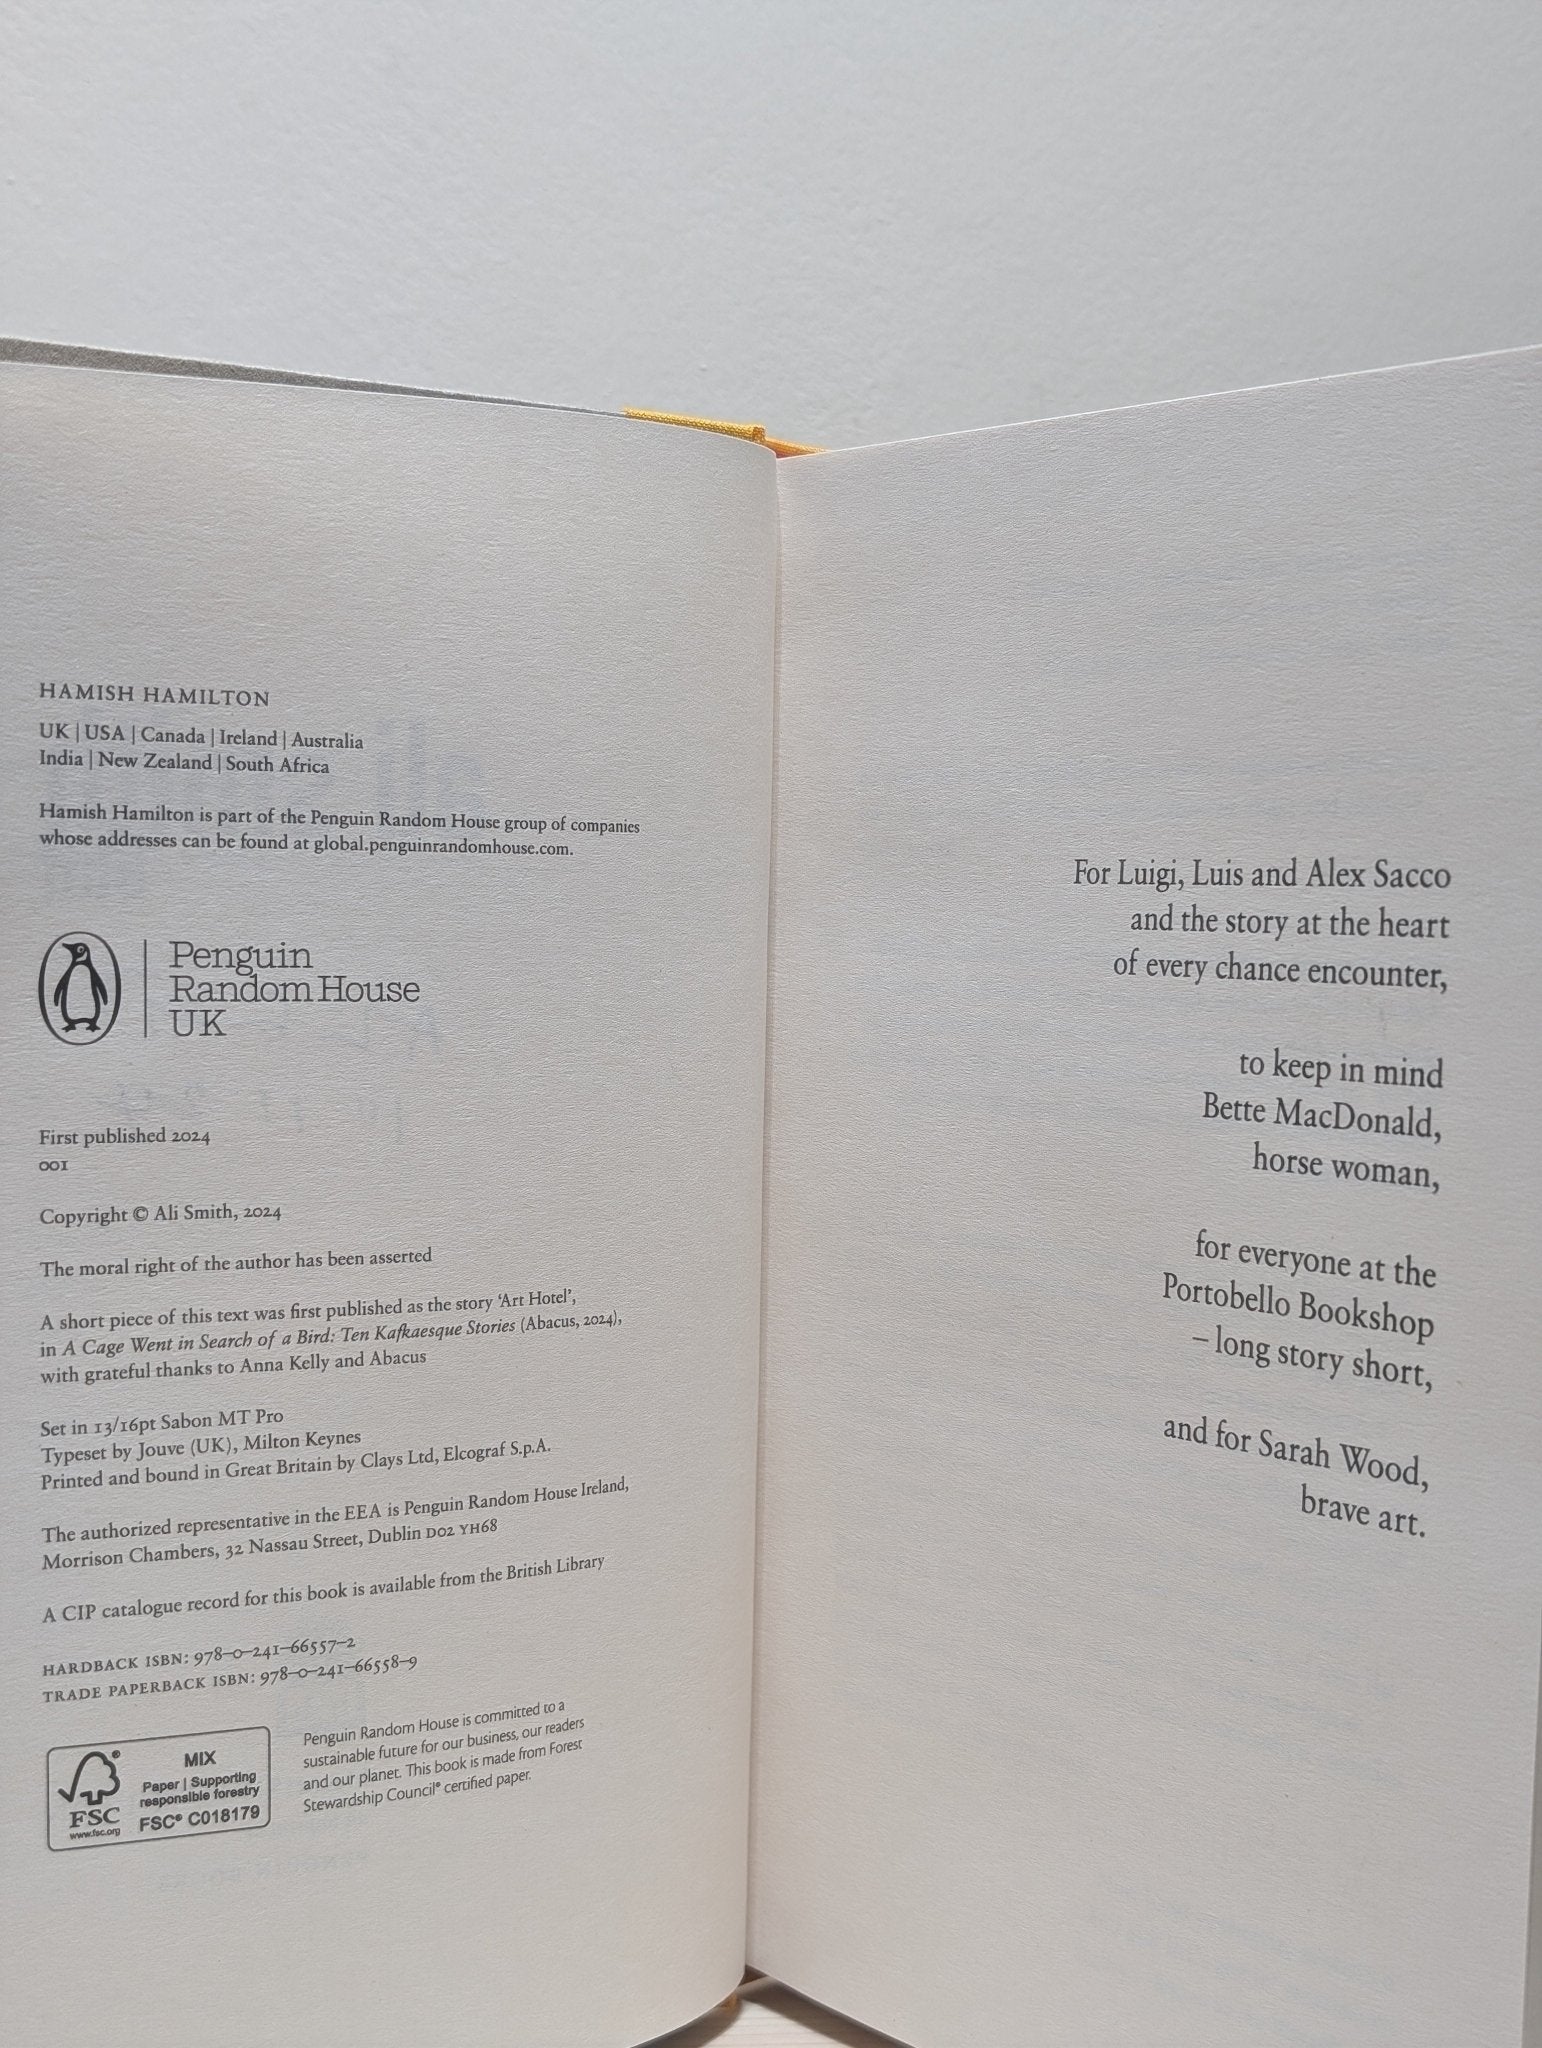 HAMISH HAMILTON
UK | USA | Canada | Ireland | Australia
India | New Zealand | South Africa
Hamish Hamilton is part of the Penguin Random House group of companies
whose addresses can be found at global.penguinrandomhouse.com.
Penguin
Random House
UK
First published 2024
001
Copyright © Ali Smith, 2024
The moral right of the author has been asserted
A short piece of this text was first published as the story ‘Art Hotel’,
in A Cage Went in Search of a Bird: Ten Kafkaesque Stories (Abacus, 2024),
with grateful thanks to Anna Kelly and Abacus
Set in 13/16pt Sabon MT Pro
Typeset by Jouve (UK), Milton Keynes
Printed and bound in Great Britain by Clays Ltd, Elcograf S.p.A.
The authorized representative in the EEA is Penguin Random House Ireland,
Morrison Chambers, 32 Nassau Street, Dublin D02 YH68
A CIP catalogue record for this book is available from the British Library
HARDBACK ISBN: 978–0–241–66557–2
TRADE PAPERBACK ISBN: 978–0–241–66558–9
FSC
www.fsc.org
MIX
Paper | Supporting
responsible forestry
FSC® C018179
Penguin Random House is committed to a
sustainable future for our business, our readers
and our planet. This book is made from Forest
Stewardship Council® certified paper.
For Luigi, Luis and Alex Sacco
and the story at the heart
of every chance encounter,
to keep in mind
Bette MacDonald,
horse woman,
for everyone at the
Portobello Bookshop
– long story short,
and for Sarah Wood,
brave art.